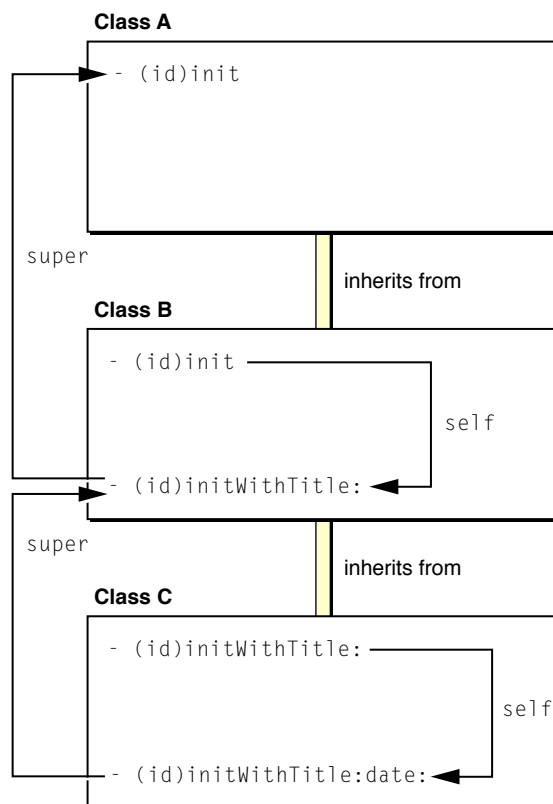 Class A
- (id)init
super
inherits from
Class B
- (id)init
self
- (id)initWithTitle:
super
inherits from
Class C
- (id)initWithTitle:
self
- (id)initWithTitle:date: